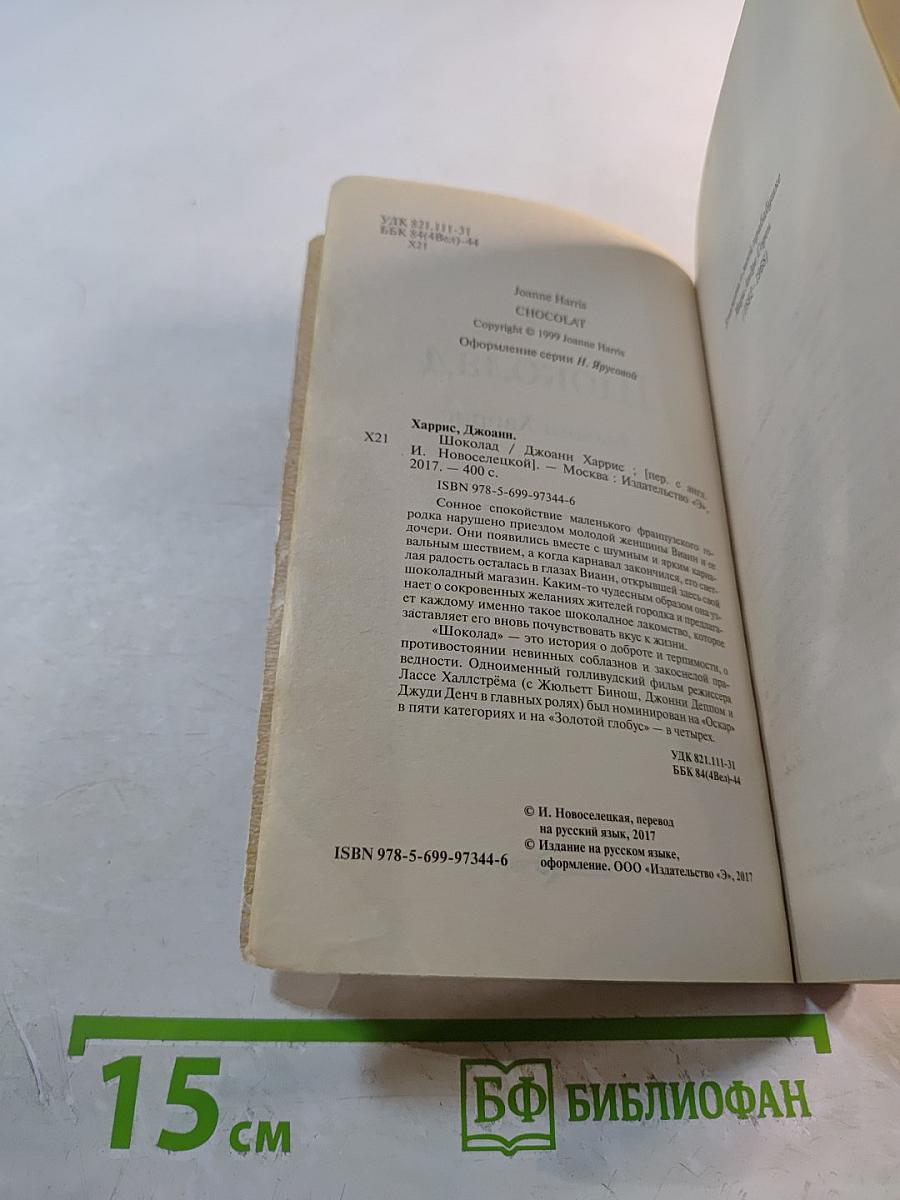 УДК 821.111-31
ББК 84(4Вел)-44
Х21
Joanne Harris
CHOCOLAT
Copyright © 1999 Joanne Harris
Оформление серии Н. Ярусовой
Харрис, Джоанн.
Х21 Шоколад / Джоанн Харрис ; [пер. с англ.
И. Новоселецкой]. — Москва : Издательство «Э»,
2017. — 400 с.
ISBN 978-5-699-97344-6
Сонное спокойствие маленького французского го-
родка нарушено приездом молодой женщины Вианн и ее
дочери. Они появились вместе с шумным и ярким карна-
вальным шествием, а когда карнавал закончился, его свет-
лая радость осталась в глазах Вианн, открывшей здесь свой
шоколадный магазин. Каким-то чудесным образом она уз-
нает о сокровенных желаниях жителей городка и предлага-
ет каждому именно такое шоколадное лакомство, которое
заставляет его вновь почувствовать вкус к жизни.
«Шоколад» — это история о доброте и терпимости, о
противостоянии невинных соблазнов и закоснелой пра-
ведности. Одноименный голливудский фильм режиссера
Лассе Халлстрёма (с Жюльетт Бинош, Джонни Деппом и
Джуди Денч в главных ролях) был номинирован на «Оскар»
в пяти категориях и на «Золотой глобус» — в четырех.
УДК 821.111-31
ББК 84(4Вел)-44
© И. Новоселецкая, перевод
на русский язык, 2017
© Издание на русском языке,
оформление. ООО «Издательство «Э», 2017
ISBN 978-5-699-97344-6
15 см
БФ БИБЛИОФАН